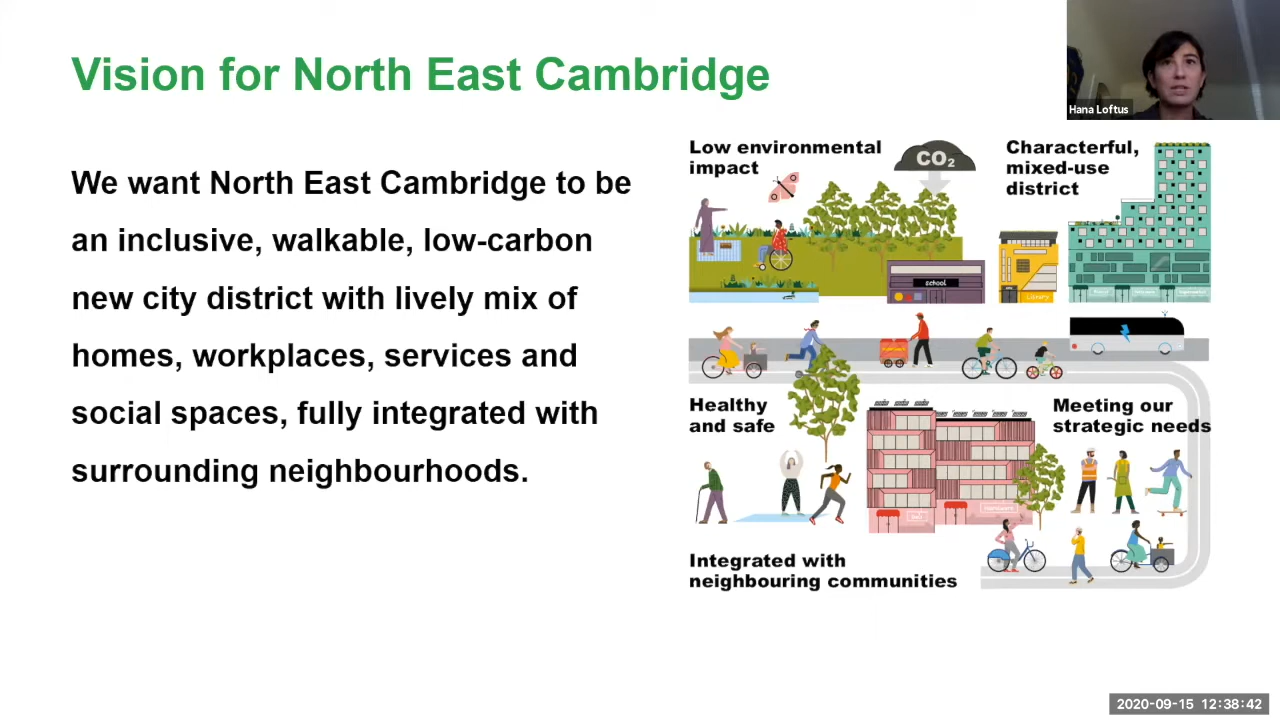 Vision for North East Cambridge
Hana Loftus
We want North East Cambridge to be
an inclusive, walkable, low-carbon
new city district with lively mix of
homes, workplaces, services and
social spaces, fully integrated with
surrounding neighbourhoods.
Low environmental
impact
CO₂
Characterful,
mixed-use
district
school
Library
Healthy
and safe
Meeting our
strategic needs
Integrated with
neighbouring communities
2020-09-15 12:38:42